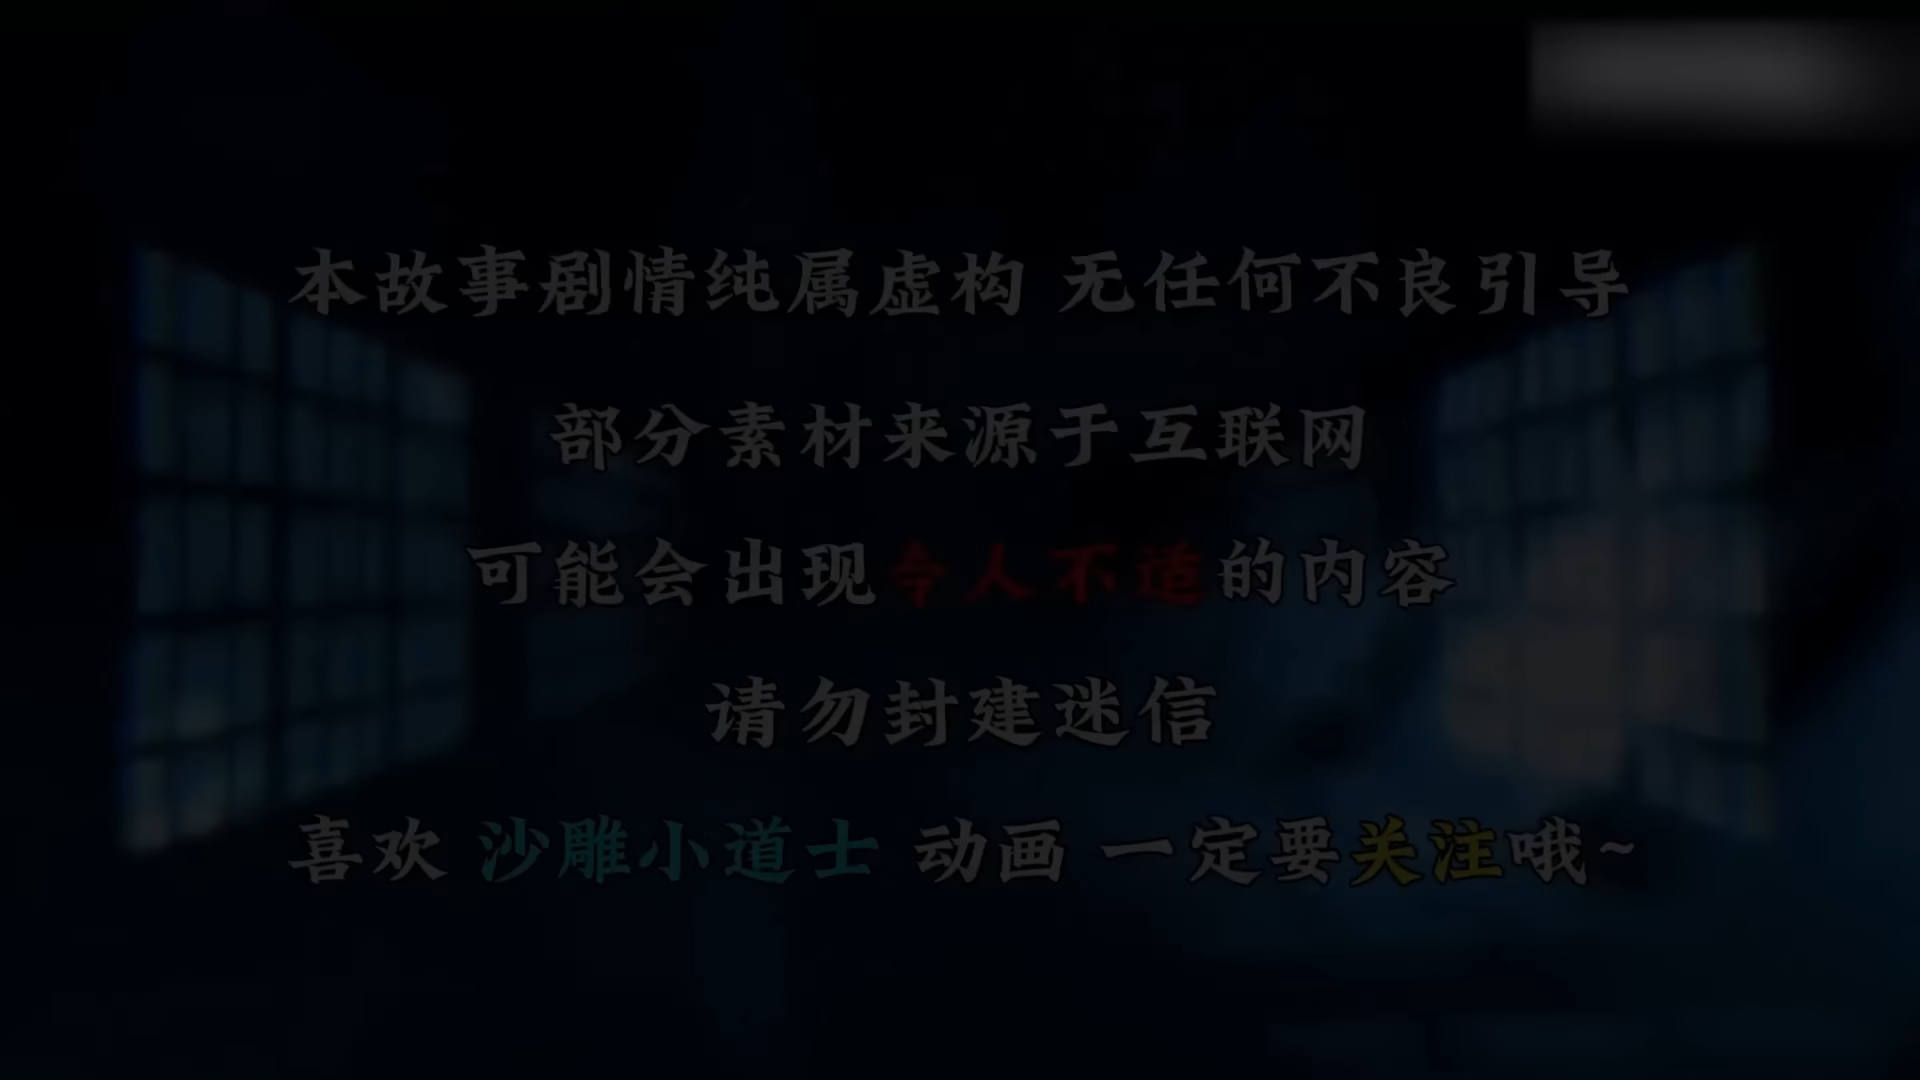 本故事剧情纯属虚构 无任何不良引导
部分素材来源于互联网
可能会出现令人不适的内容
请勿封建迷信
喜欢 沙雕小道士 动画 一定要关注哦~